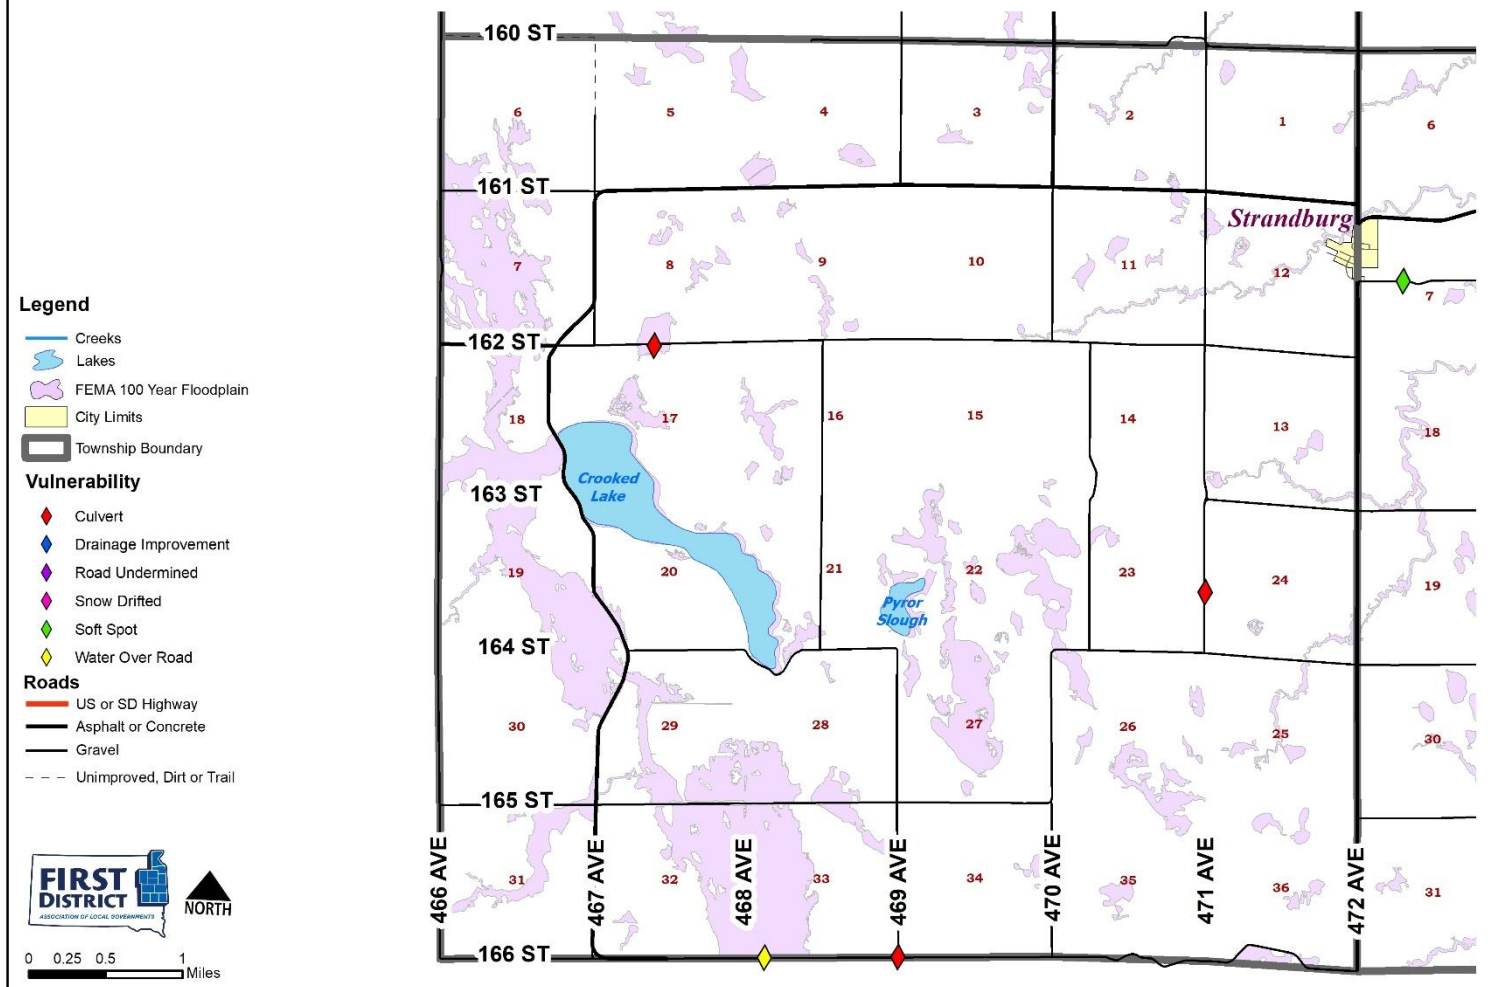 160 ST
6
5
4
3
2
1
6
161 ST
Strandburg
7
8
9
10
11
12
7
162 ST
18
17
16
15
14
13
18
Crooked
Lake
163 ST
19
20
21
22
23
24
19
Pyror
Slough
164 ST
30
29
28
27
26
25
30
165 ST
31
32
33
34
35
36
31
466 AVE
467 AVE
468 AVE
469 AVE
470 AVE
471 AVE
472 AVE
166 ST
Legend
Creeks
Lakes
FEMA 100 Year Floodplain
City Limits
Township Boundary
Vulnerability
Culvert
Drainage Improvement
Road Undermined
Snow Drifted
Soft Spot
Water Over Road
Roads
US or SD Highway
Asphalt or Concrete
Gravel
Unimproved, Dirt or Trail
FIRST
DISTRICT
ASSOCIATION OF LOCAL GOVERNMENTS
NORTH
0 0.25 0.5 1
Miles